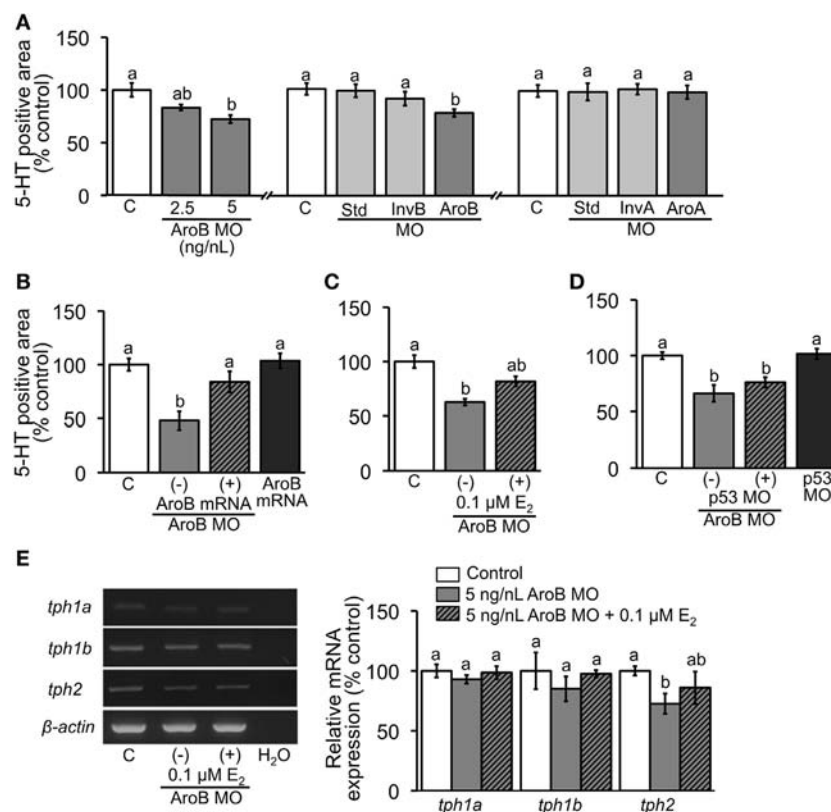 A
5-HT positive area
(% control)
150
100
50
0
a
ab
b
a
a
a
b
a
a
a
a
C
2.5
5
AroB MO
(ng/nL)
C
Std
InvB
AroB
MO
C
Std
InvA
AroA
MO
B
5-HT positive area
(% control)
150
100
50
0
a
b
a
a
C
(-)
(+)
AroB mRNA
AroB MO
AroB
mRNA
C
150
100
50
0
a
b
ab
C
(-)
(+)
0.1 µM E2
AroB MO
D
150
100
50
0
a
b
b
a
C
(-)
(+)
p53 MO
AroB MO
p53
MO
E
tph1a
tph1b
tph2
β-actin
C
(-)
(+)
H2O
0.1 µM E2
AroB MO
Control
5 ng/nL AroB MO
5 ng/nL AroB MO + 0.1 µM E2
Relative mRNA
expression (% control)
150
100
50
0
a
a
a
a
a
a
a
b
ab
tph1a
tph1b
tph2